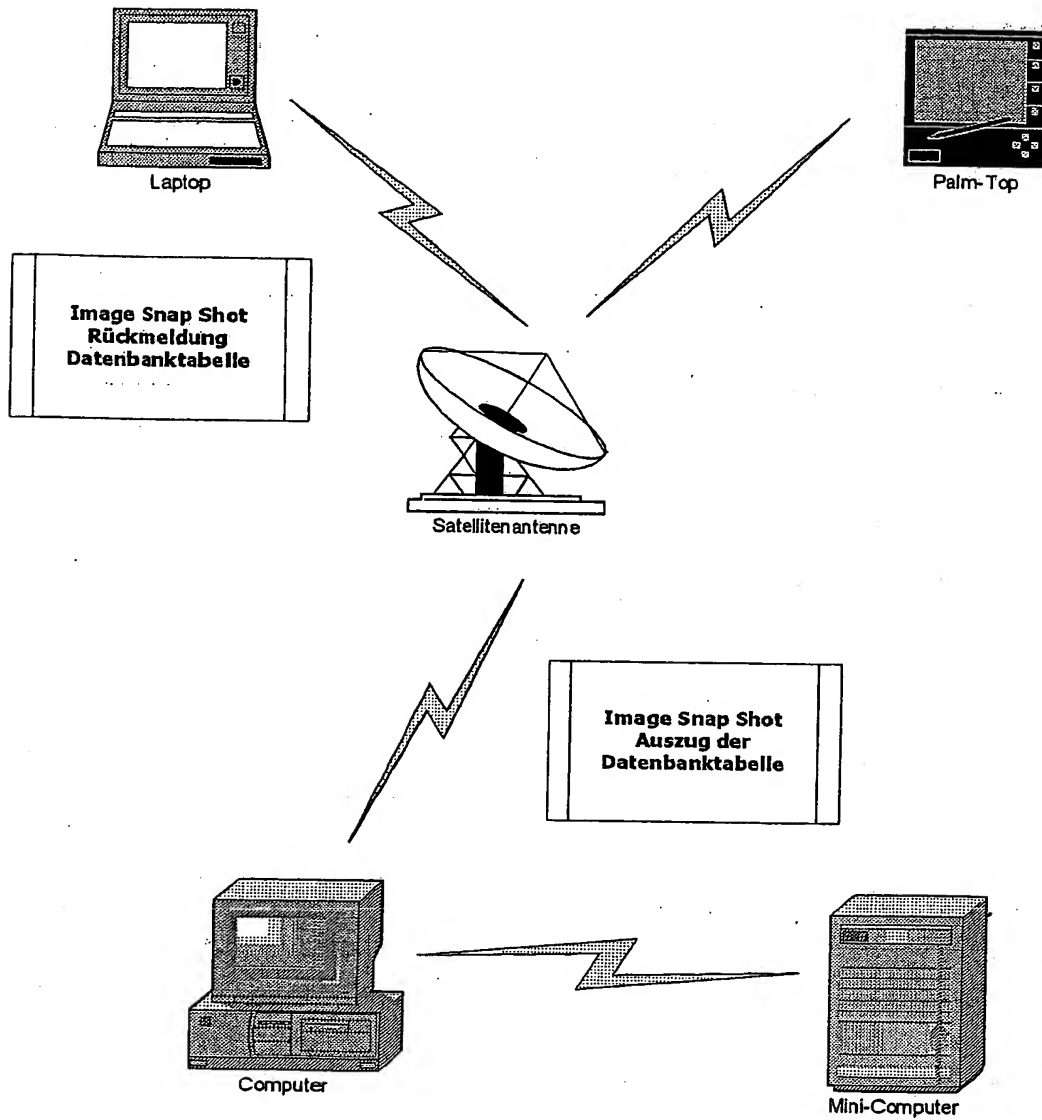 Laptop
Palm-Top
Image Snap Shot
Rückmeldung
Datenbanktabelle
Satellitenantenne
Image Snap Shot
Auszug der
Datenbanktabelle
Computer
Mini-Computer